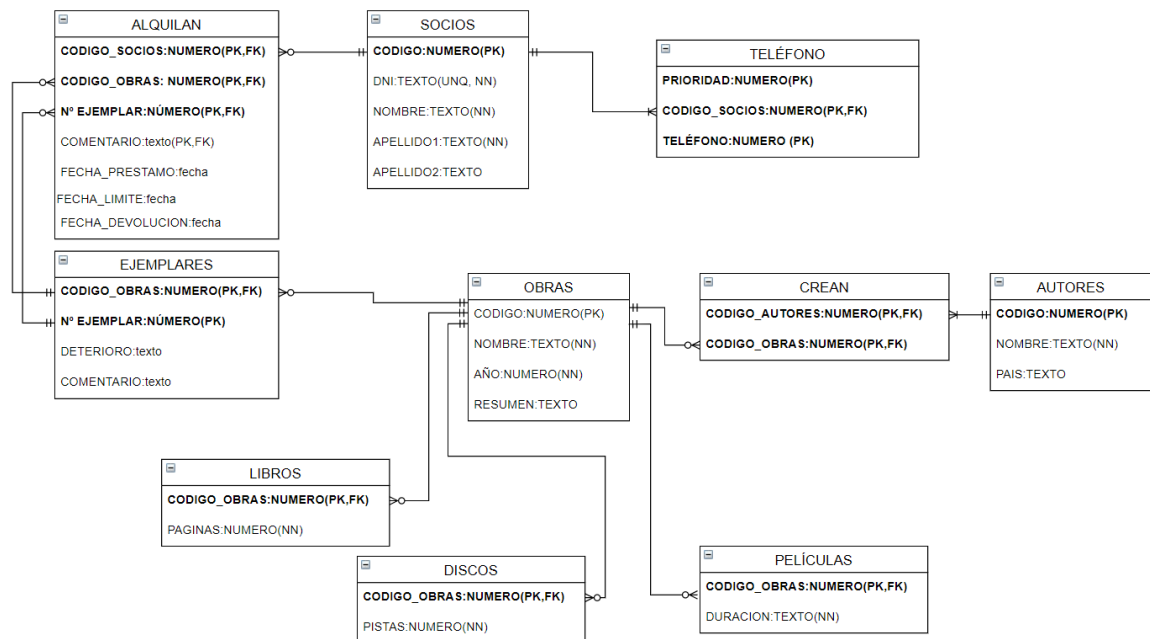 ALQUILAN
CODIGO_SOCIOS:NUMERO(PK,FK)
CODIGO_OBRAS: NUMERO(PK,FK)
Nº EJEMPLAR:NÚMERO(PK,FK)
COMENTARIO:texto(PK,FK)
FECHA_PRESTAMO:fecha
FECHA_LIMITE:fecha
FECHA_DEVOLUCION:fecha
SOCIOS
CODIGO:NUMERO(PK)
DNI:TEXTO(UNQ, NN)
NOMBRE:TEXTO(NN)
APELLIDO1:TEXTO(NN)
APELLIDO2:TEXTO
TELÉFONO
PRIORIDAD:NUMERO(PK)
CODIGO_SOCIOS:NUMERO(PK,FK)
TELÉFONO:NUMERO (PK)
EJEMPLARES
CODIGO_OBRAS:NUMERO(PK,FK)
Nº EJEMPLAR:NÚMERO(PK)
DETERIORO:texto
COMENTARIO:texto
OBRAS
CODIGO:NUMERO(PK)
NOMBRE:TEXTO(NN)
AÑO:NUMERO(NN)
RESUMEN:TEXTO
CREAN
CODIGO_AUTORES:NUMERO(PK,FK)
CODIGO_OBRAS:NUMERO(PK,FK)
AUTORES
CODIGO:NUMERO(PK)
NOMBRE:TEXTO(NN)
PAIS:TEXTO
LIBROS
CODIGO_OBRAS:NUMERO(PK,FK)
PAGINAS:NUMERO(NN)
DISCOS
CODIGO_OBRAS:NUMERO(PK,FK)
PISTAS:NUMERO(NN)
PELÍCULAS
CODIGO_OBRAS:NUMERO(PK,FK)
DURACION:TEXTO(NN)